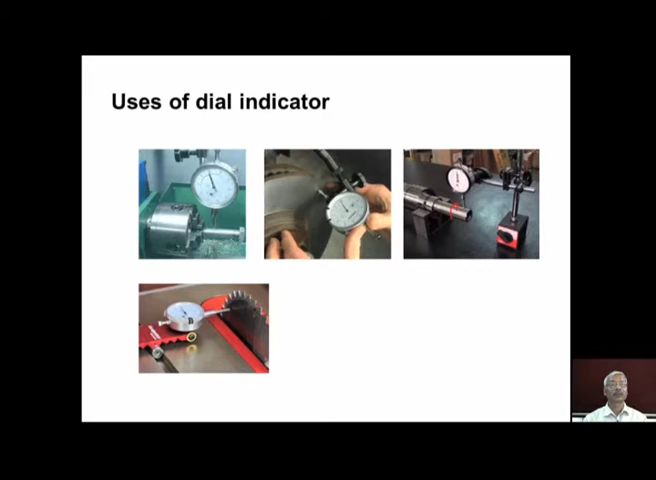 Uses of dial indicator